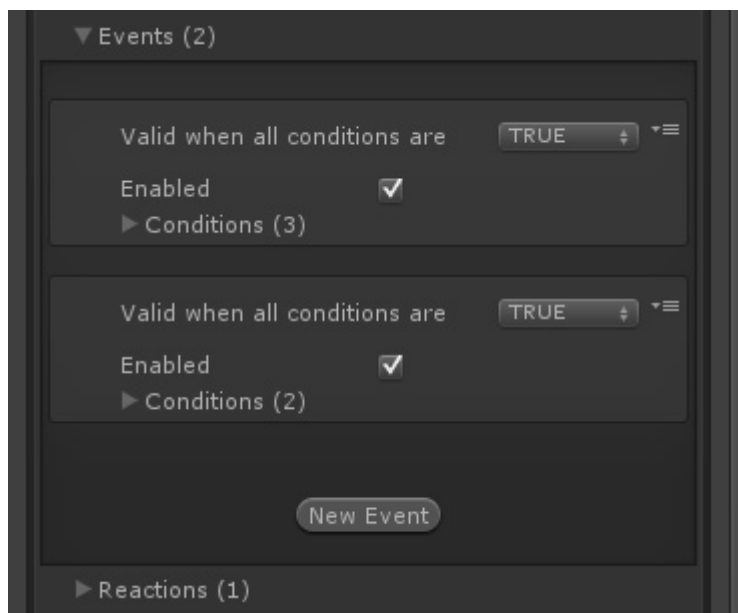 Events (2)
Valid when all conditions are TRUE
Enabled
Conditions (3)
Valid when all conditions are TRUE
Enabled
Conditions (2)
New Event
Reactions (1)